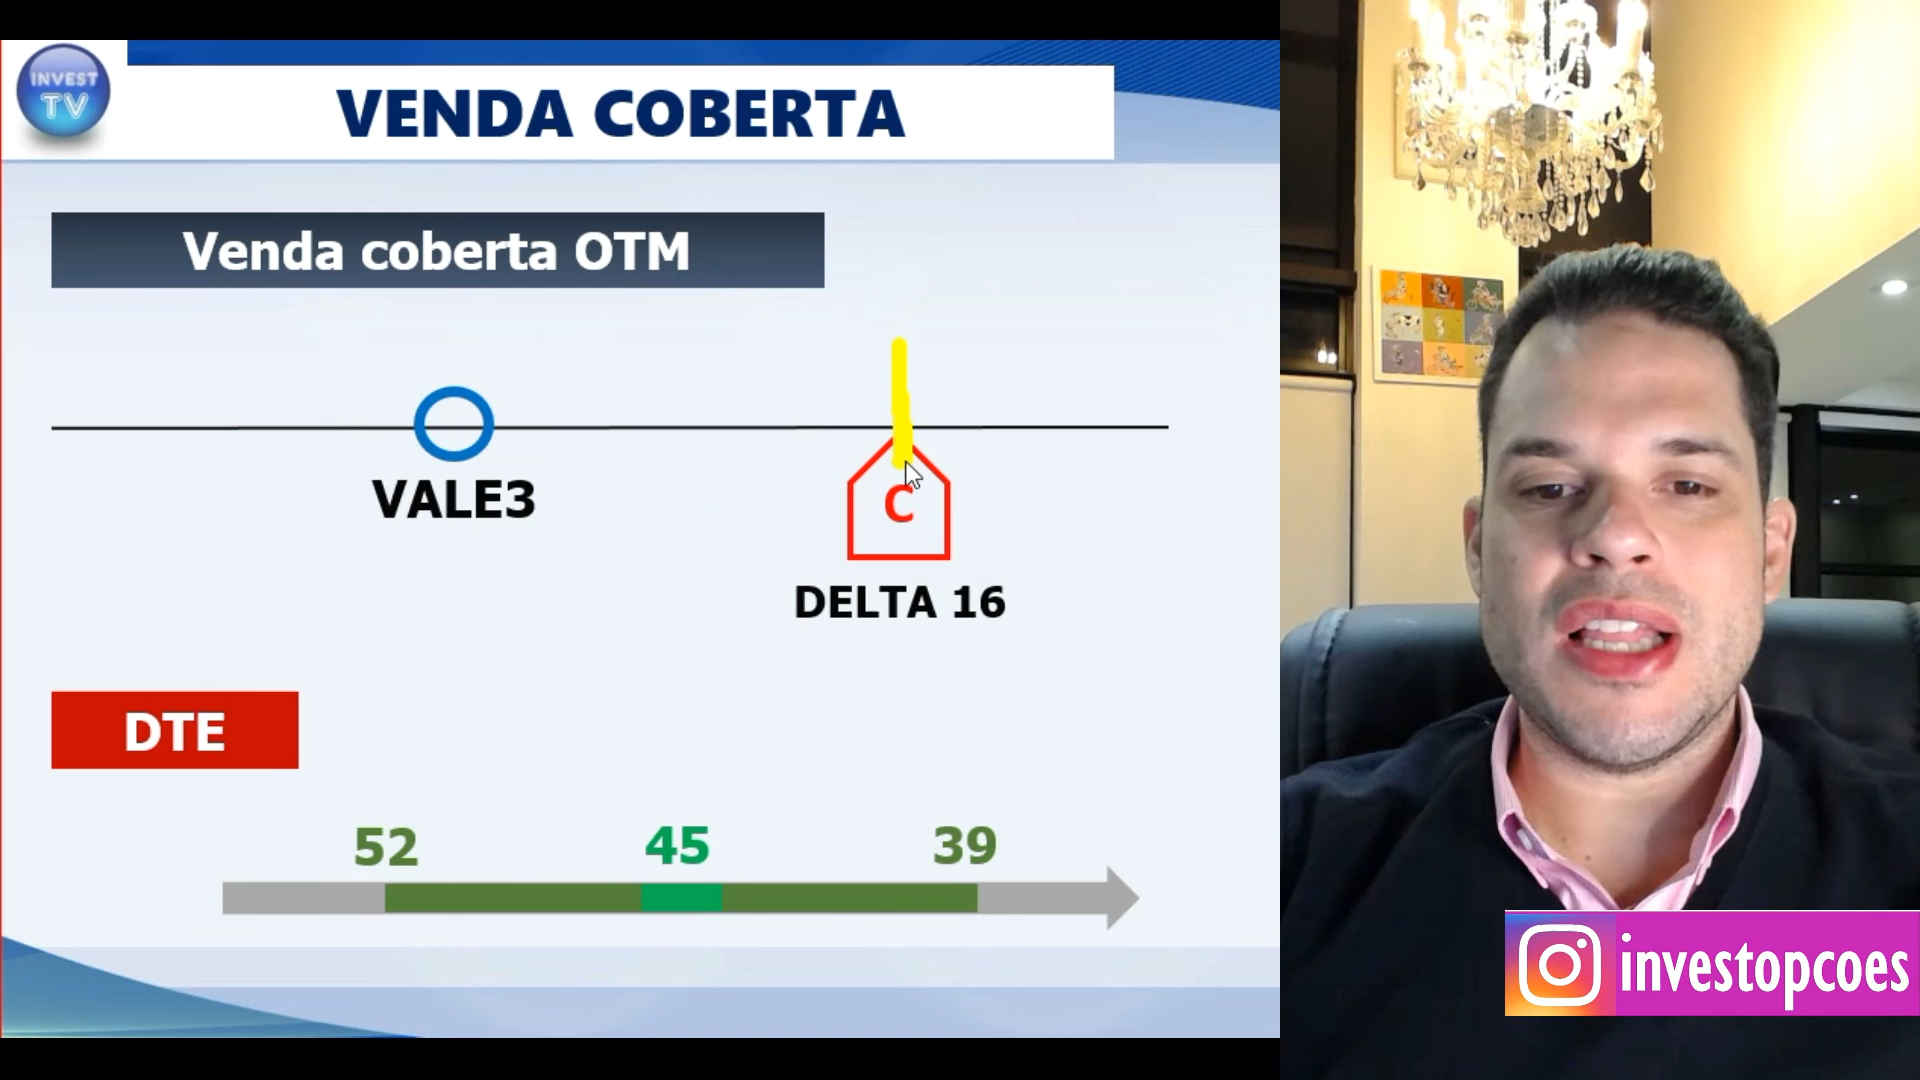 INVEST
TV
VENDA COBERTA
Venda coberta OTM
VALE3
C
DELTA 16
DTE
52
45
39
investopcoes